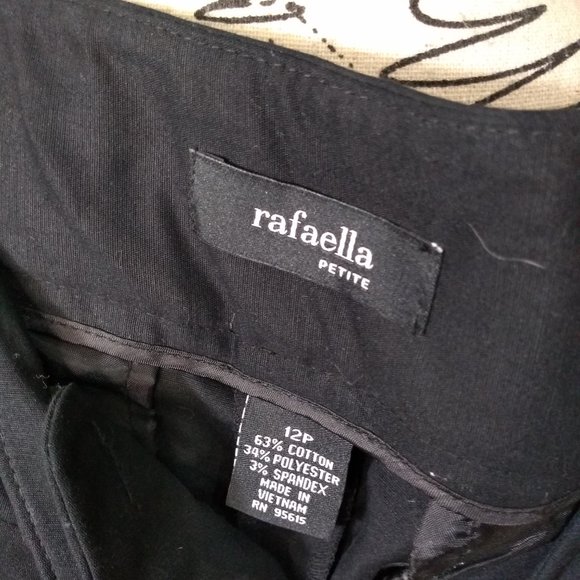 rafaella
PETITE
12P
63% COTTON
34% POLYESTER
3% SPANDEX
MADE IN
VIETNAM
RN 95615